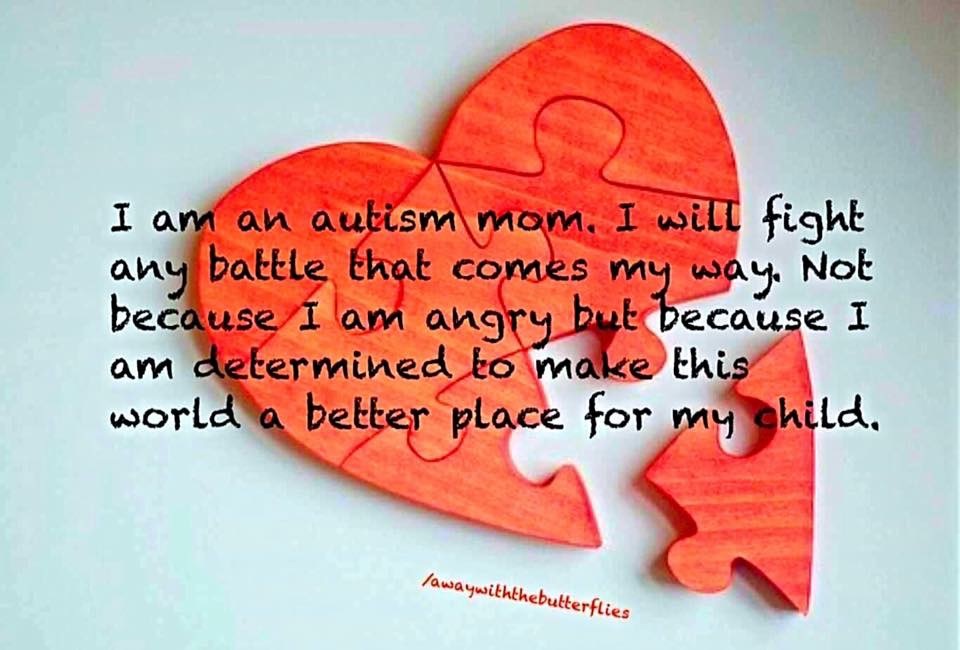 I am an autism mom. I will fight
any battle that comes my way. Not
because I am angry but because I
am determined to make this
world a better place for my child.
/awaywiththebutterflies